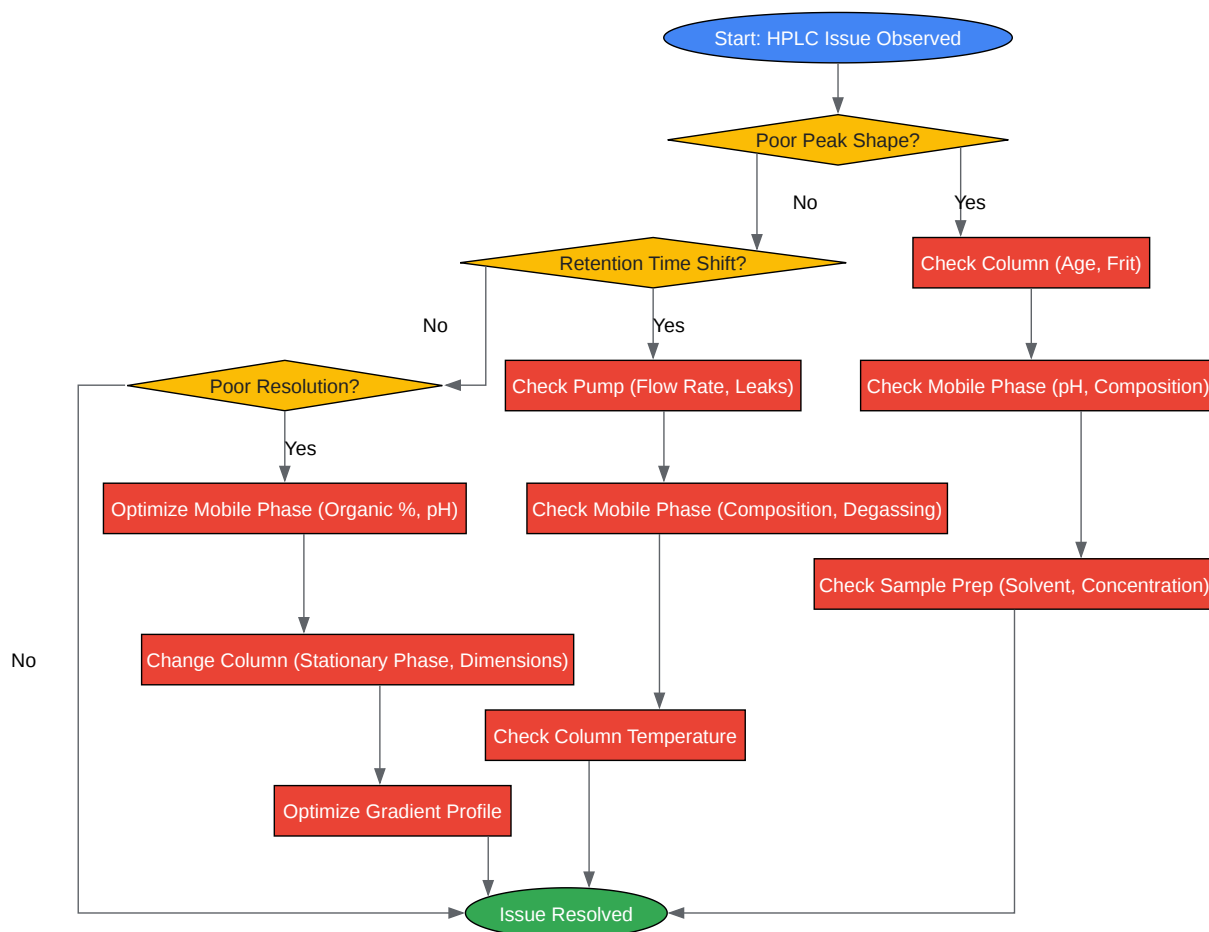 Start: HPLC Issue Observed
Poor Peak Shape?
No
Yes
Retention Time Shift?
Check Column (Age, Frit)
No
Yes
Poor Resolution?
Check Pump (Flow Rate, Leaks)
Check Mobile Phase (pH, Composition)
Yes
Optimize Mobile Phase (Organic %, pH)
Check Mobile Phase (Composition, Degassing)
Check Sample Prep (Solvent, Concentration)
No
Change Column (Stationary Phase, Dimensions)
Check Column Temperature
Optimize Gradient Profile
Issue Resolved